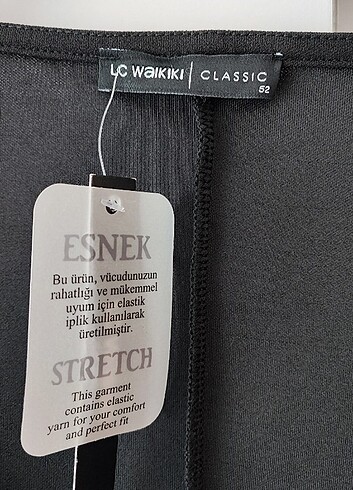 LC WAIKIKI | CLASSIC
52
ESNEK
Bu ürün, vücudunuzun
rahatlığı ve mükemmel
uyum için elastik
iplik kullanılarak
üretilmiştir.
STRETCH
This garment
contains elastic
yarn for your comfort
and perfect fit